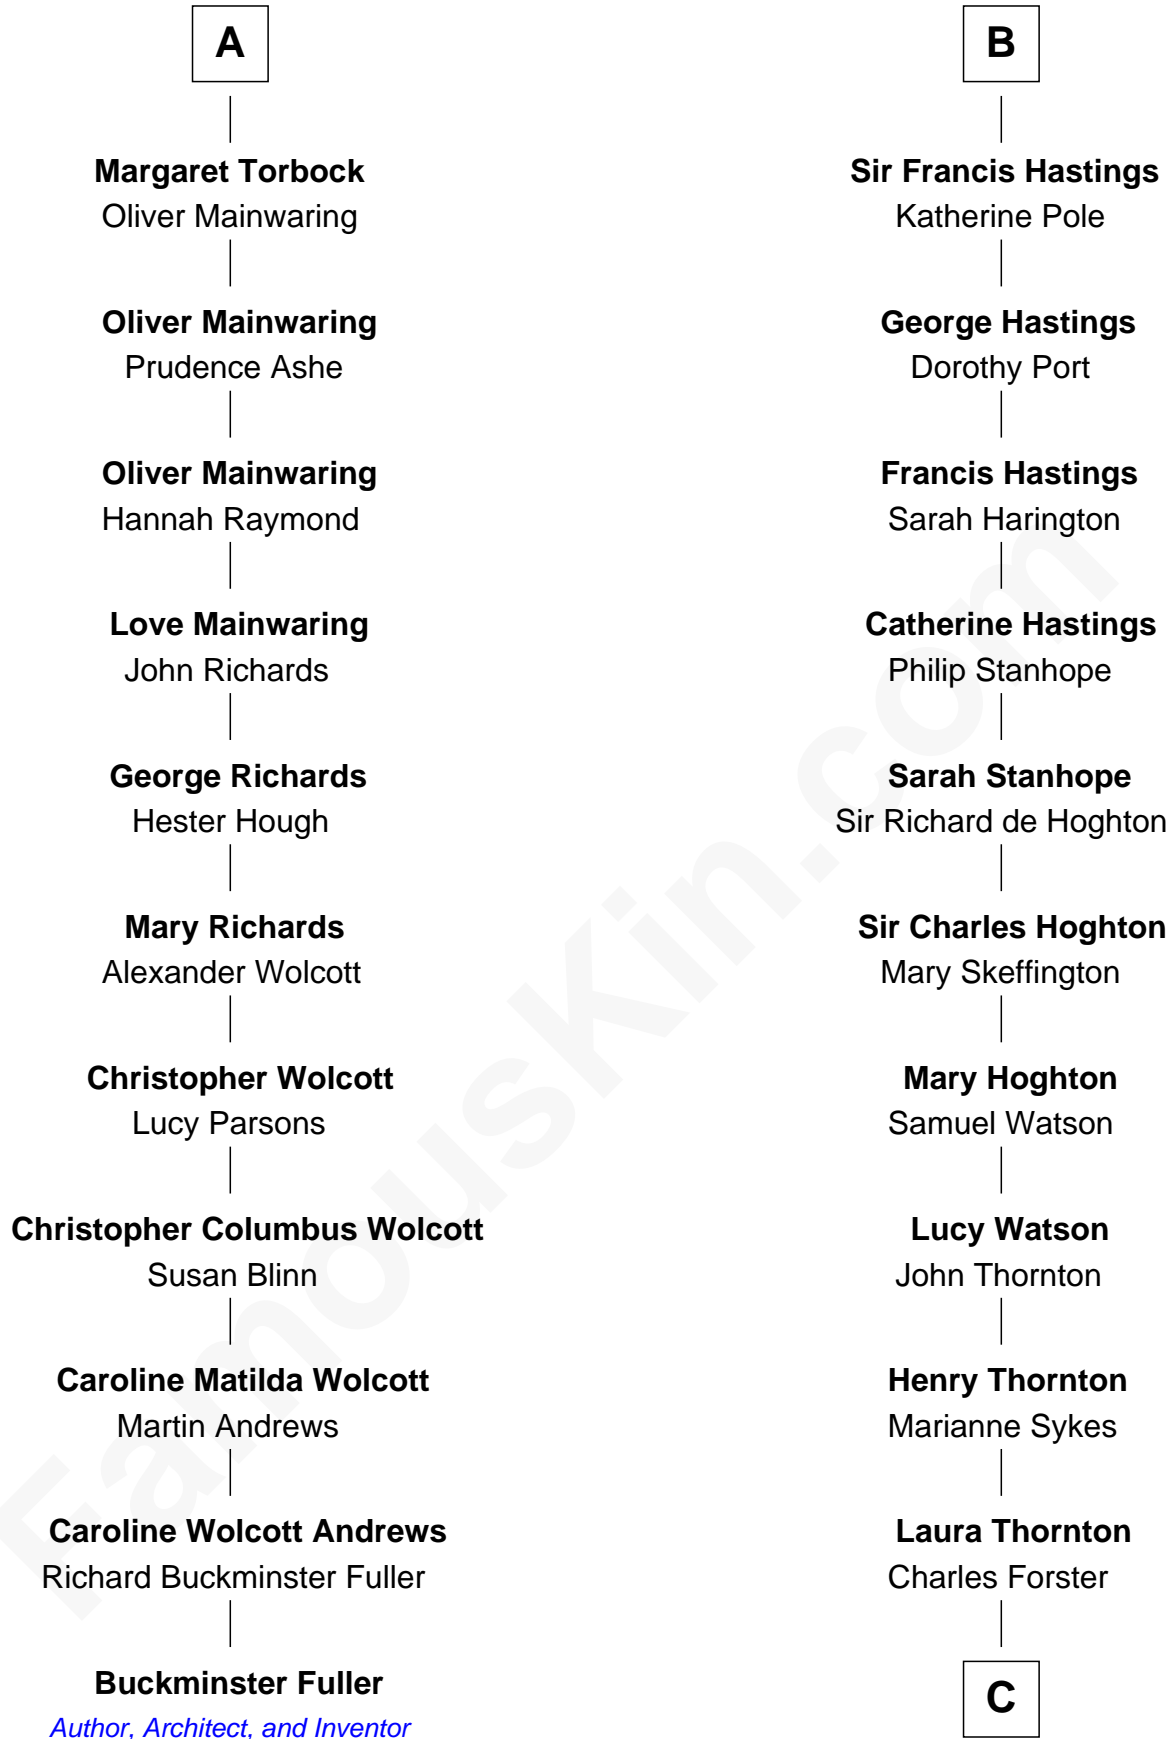 A
Margaret Torbock
Oliver Mainwaring
Oliver Mainwaring
Prudence Ashe
Oliver Mainwaring
Hannah Raymond
Love Mainwaring
John Richards
George Richards
Hester Hough
Mary Richards
Alexander Wolcott
Christopher Wolcott
Lucy Parsons
Christopher Columbus Wolcott
Susan Blinn
Caroline Matilda Wolcott
Martin Andrews
Caroline Wolcott Andrews
Richard Buckminster Fuller
Buckminster Fuller
Author, Architect, and Inventor
B
Sir Francis Hastings
Katherine Pole
George Hastings
Dorothy Port
Francis Hastings
Sarah Harington
Catherine Hastings
Philip Stanhope
Sarah Stanhope
Sir Richard de Hoghton
Sir Charles Hoghton
Mary Skeffington
Mary Hoghton
Samuel Watson
Lucy Watson
John Thornton
Henry Thornton
Marianne Sykes
Laura Thornton
Charles Forster
C
FamousKin.com